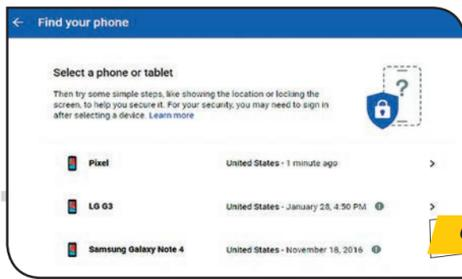 Find your phone
Select a phone or tablet
Then try some simple steps, like showing the location or locking the
screen, to help you secure it. For your security, you may need to sign in
after selecting a device. Learn more
Pixel United States - 1 minute ago
LG G3 United States - January 28, 4:50 PM
Samsung Galaxy Note 4 United States - November 18, 2016